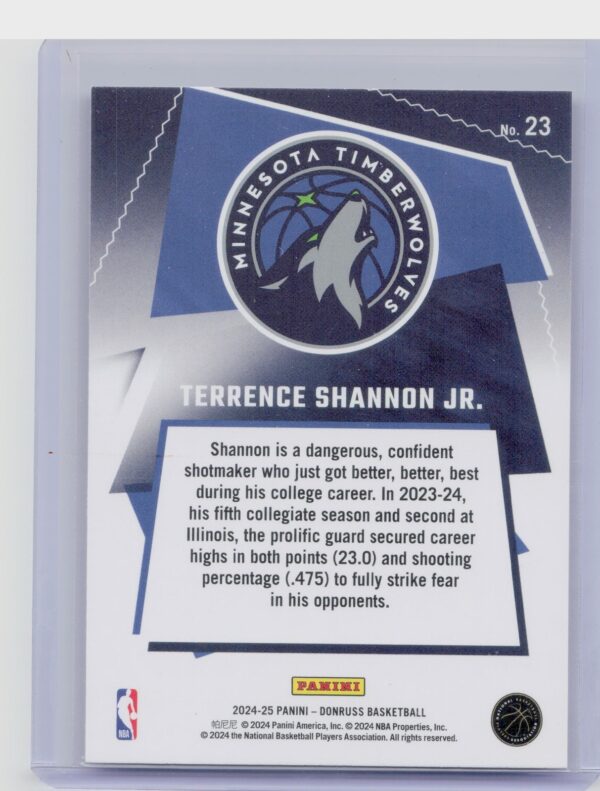 No. 23
MINNESOTA TIMBERWOLVES
TERRENCE SHANNON JR.
Shannon is a dangerous, confident
shotmaker who just got better, better, best
during his college career. In 2023-24,
his fifth collegiate season and second at
Illinois, the prolific guard secured career
highs in both points (23.0) and shooting
percentage (.475) to fully strike fear
in his opponents.
PANINI
2024-25 PANINI – DONRUSS BASKETBALL
帕尼尼 © 2024 Panini America, Inc. © 2024 NBA Properties, Inc.
© 2024 the National Basketball Players Association. All rights reserved.
NBA